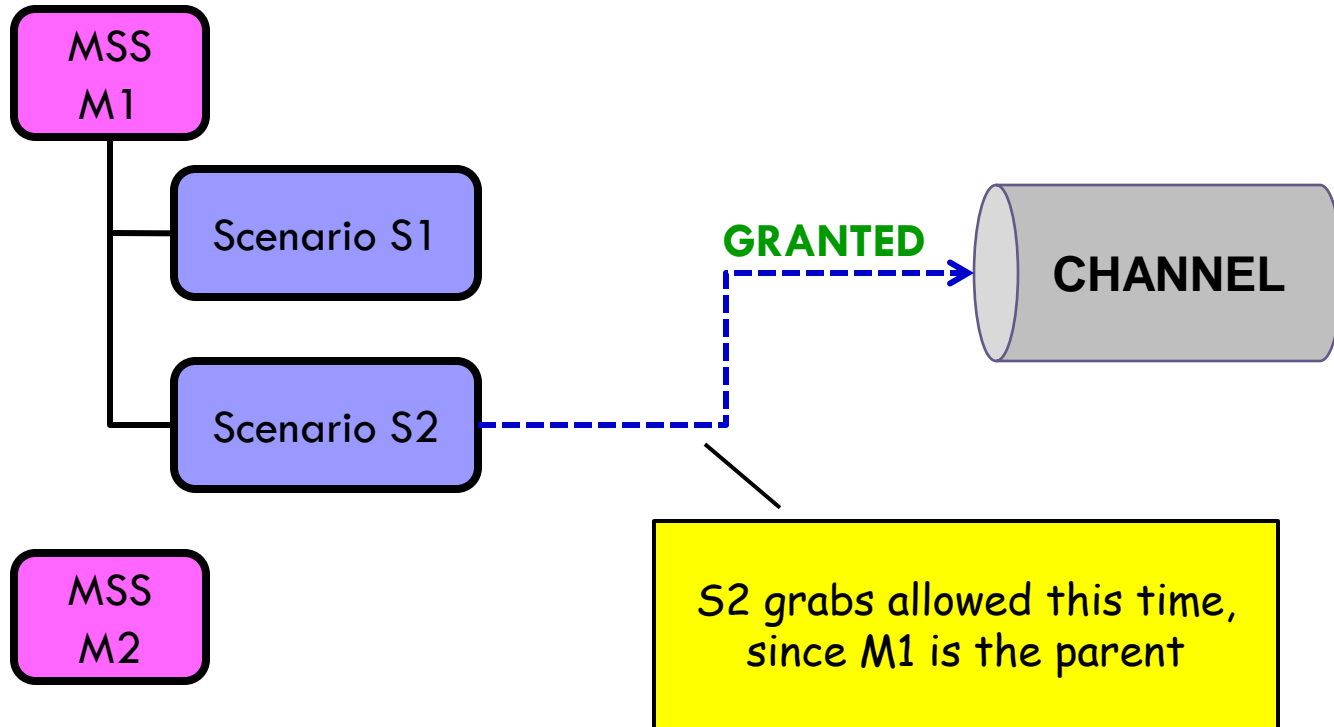 MSS
M1
Scenario S1
GRANTED
CHANNEL
Scenario S2
MSS
M2
S2 grabs allowed this time,
since M1 is the parent